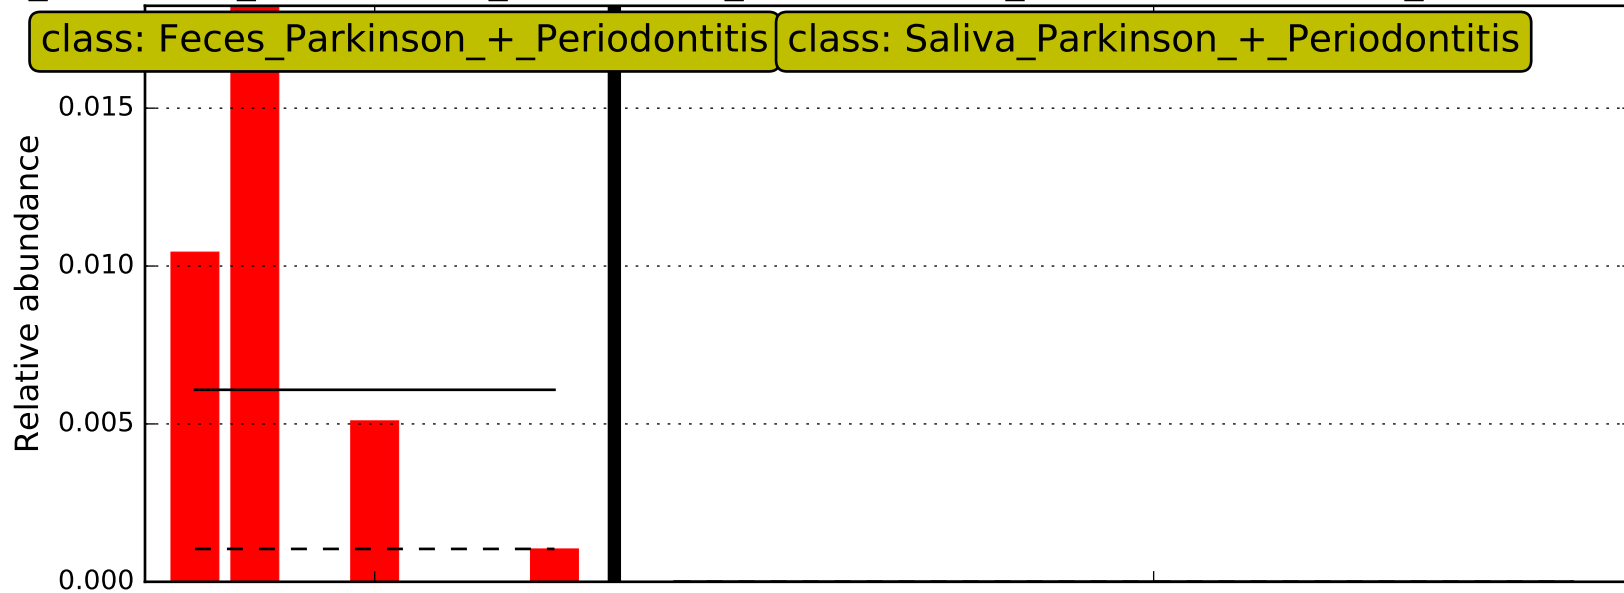 class: Feces_Parkinson_+_Periodontitis
class: Saliva_Parkinson_+_Periodontitis
0.015
0.010
0.005
0.000
Relative abundance